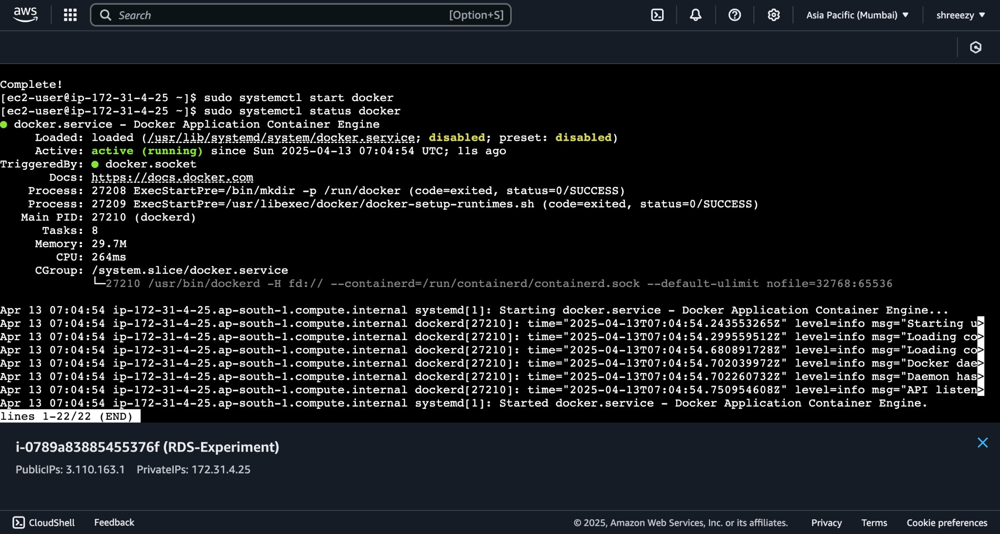 aws
Search [Option+S]
Asia Pacific (Mumbai) ▼
shreeezy ▼
Complete!
[ec2-user@ip-172-31-4-25 ~]$ sudo systemctl start docker
[ec2-user@ip-172-31-4-25 ~]$ sudo systemctl status docker
● docker.service - Docker Application Container Engine
     Loaded: loaded (/usr/lib/systemd/system/docker.service; disabled; preset: disabled)
     Active: active (running) since Sun 2025-04-13 07:04:54 UTC; 11s ago
TriggeredBy: ● docker.socket
       Docs: https://docs.docker.com
    Process: 27208 ExecStartPre=/bin/mkdir -p /run/docker (code=exited, status=0/SUCCESS)
    Process: 27209 ExecStartPre=/usr/libexec/docker/docker-setup-runtimes.sh (code=exited, status=0/SUCCESS)
   Main PID: 27210 (dockerd)
      Tasks: 8
     Memory: 29.7M
        CPU: 264ms
     CGroup: /system.slice/docker.service
             └─27210 /usr/bin/dockerd -H fd:// --containerd=/run/containerd/containerd.sock --default-ulimit nofile=32768:65536
Apr 13 07:04:54 ip-172-31-4-25.ap-south-1.compute.internal systemd[1]: Starting docker.service - Docker Application Container Engine...
Apr 13 07:04:54 ip-172-31-4-25.ap-south-1.compute.internal dockerd[27210]: time="2025-04-13T07:04:54.243553265Z" level=info msg="Starting u>
Apr 13 07:04:54 ip-172-31-4-25.ap-south-1.compute.internal dockerd[27210]: time="2025-04-13T07:04:54.299559512Z" level=info msg="Loading co>
Apr 13 07:04:54 ip-172-31-4-25.ap-south-1.compute.internal dockerd[27210]: time="2025-04-13T07:04:54.680891728Z" level=info msg="Loading co>
Apr 13 07:04:54 ip-172-31-4-25.ap-south-1.compute.internal dockerd[27210]: time="2025-04-13T07:04:54.702039972Z" level=info msg="Docker dae>
Apr 13 07:04:54 ip-172-31-4-25.ap-south-1.compute.internal dockerd[27210]: time="2025-04-13T07:04:54.702260732Z" level=info msg="Daemon has>
Apr 13 07:04:54 ip-172-31-4-25.ap-south-1.compute.internal dockerd[27210]: time="2025-04-13T07:04:54.750954608Z" level=info msg="API listen>
Apr 13 07:04:54 ip-172-31-4-25.ap-south-1.compute.internal systemd[1]: Started docker.service - Docker Application Container Engine.
lines 1-22/22 (END)
i-0789a83885455376f (RDS-Experiment)
PublicIPs: 3.110.163.1 PrivateIPs: 172.31.4.25
CloudShell Feedback © 2025, Amazon Web Services, Inc. or its affiliates. Privacy Terms Cookie preferences